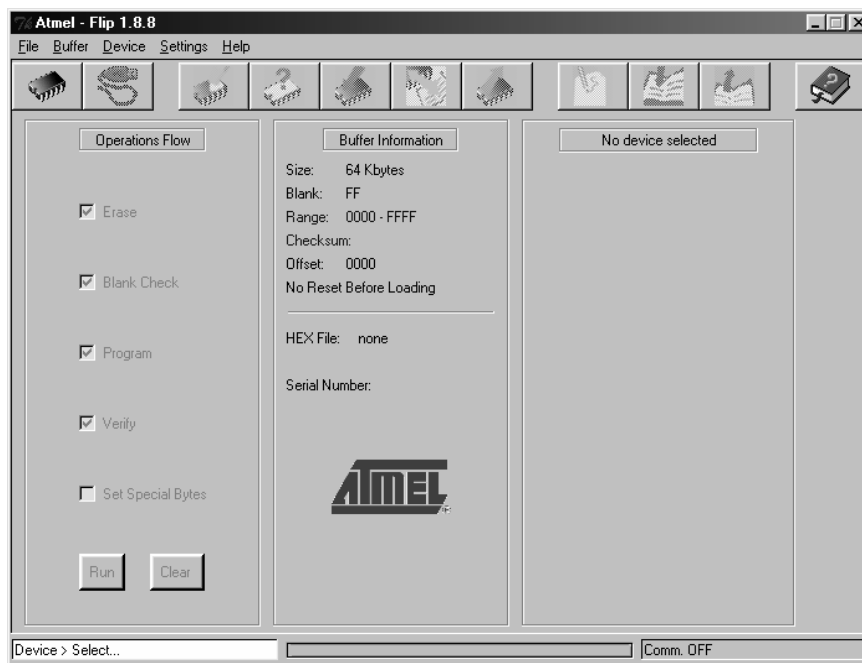 Atmel - Flip 1.8.8
File Buffer Device Settings Help
Operations Flow
Erase
Blank Check
Program
Verify
Set Special Bytes
Run Clear
Buffer Information
Size: 64 Kbytes
Blank: FF
Range: 0000 - FFFF
Checksum:
Offset: 0000
No Reset Before Loading
HEX File: none
Serial Number:
ATMEL
No device selected
Device > Select...
Comm. OFF